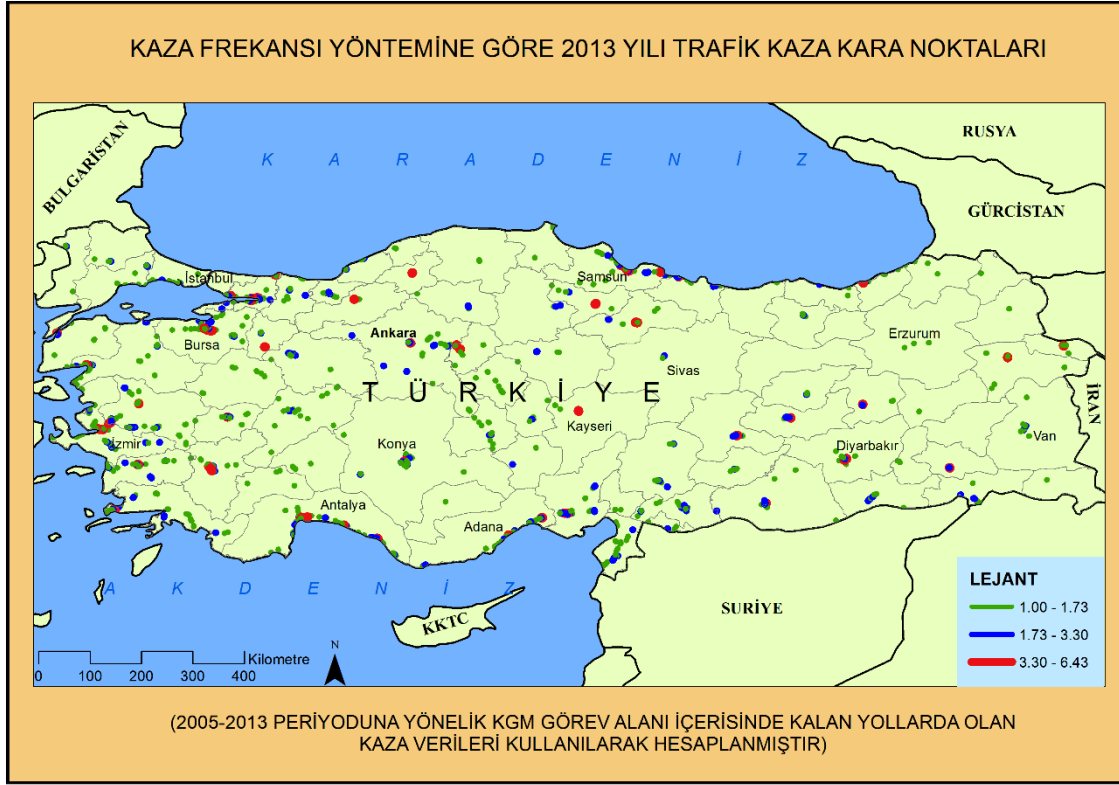 KAZA FREKANSI YÖNTEMİNE GÖRE 2013 YILI TRAFİK KAZA KARA NOKTALARI
RUSYA
K A R A D E N İ Z
BULGARİSTAN
GÜRCİSTAN
İstanbul
Samsun
Ankara
Erzurum
Bursa
Sivas
T Ü R K İ Y E
İRAN
Kayseri
İzmir
Konya
Diyarbakır
Van
Antalya
Adana
A K D E N İ Z
SURİYE
KKTC
LEJANT
1.00 - 1.73
1.73 - 3.30
3.30 - 6.43
N
Kilometre
0 100 200 300 400
(2005-2013 PERİYODUNA YÖNELİK KGM GÖREV ALANI İÇERİSİNDE KALAN YOLLARDA OLAN
KAZA VERİLERİ KULLANILARAK HESAPLANMIŞTIR)